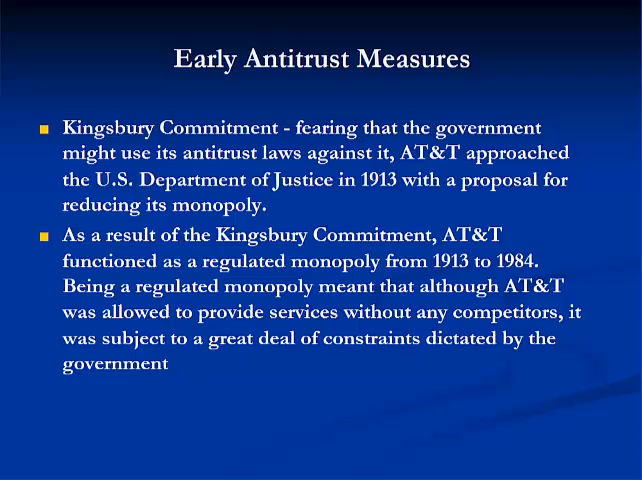 Early Antitrust Measures
Kingsbury Commitment - fearing that the government
might use its antitrust laws against it, AT&T approached
the U.S. Department of Justice in 1913 with a proposal for
reducing its monopoly.
As a result of the Kingsbury Commitment, AT&T
functioned as a regulated monopoly from 1913 to 1984.
Being a regulated monopoly meant that although AT&T
was allowed to provide services without any competitors, it
was subject to a great deal of constraints dictated by the
government